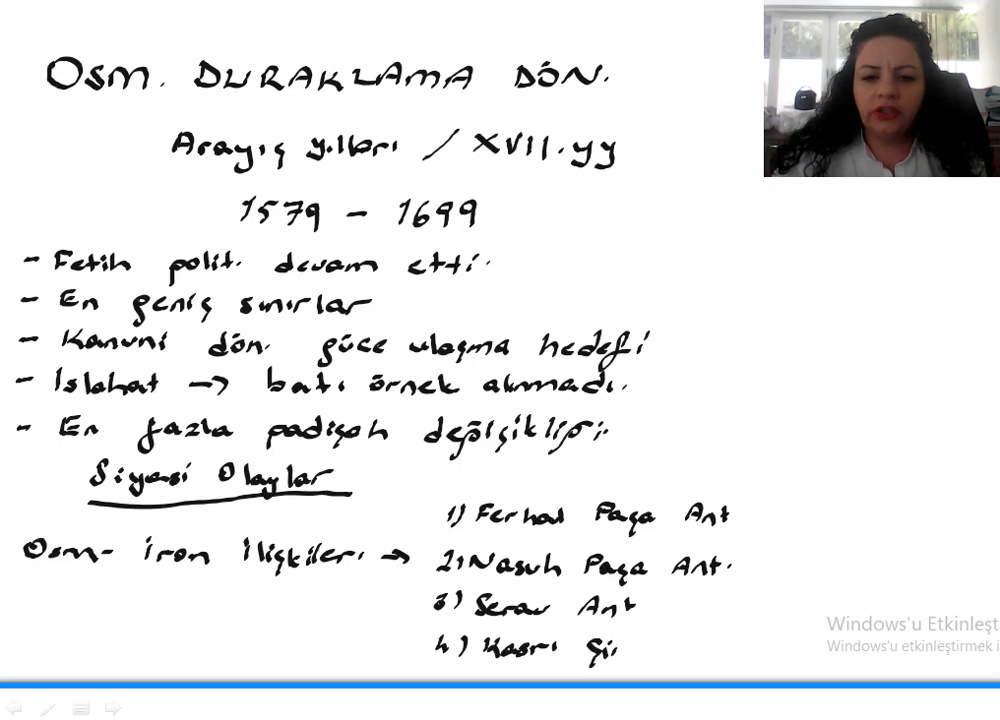 Osm. DURAKLAMA DÖN.
Arayış yılları / XVII.yy
1579 - 1699
- Fetih polit. devam etti.
- En geniş sınırlar
- Kanuni dön. güce ulaşma hedefi
- Islahat → batı örnek alınmadı.
- En fazla padişah değişikliği.
Siyasi Olaylar
Osm- İran İlişkileri →
1) Ferhat Paşa Ant
2) Nasuh Paşa Ant.
3) Serav Ant
4) Kasrı Şi
Windows'u Etkinleşt
Windows'u etkinleştirmek i